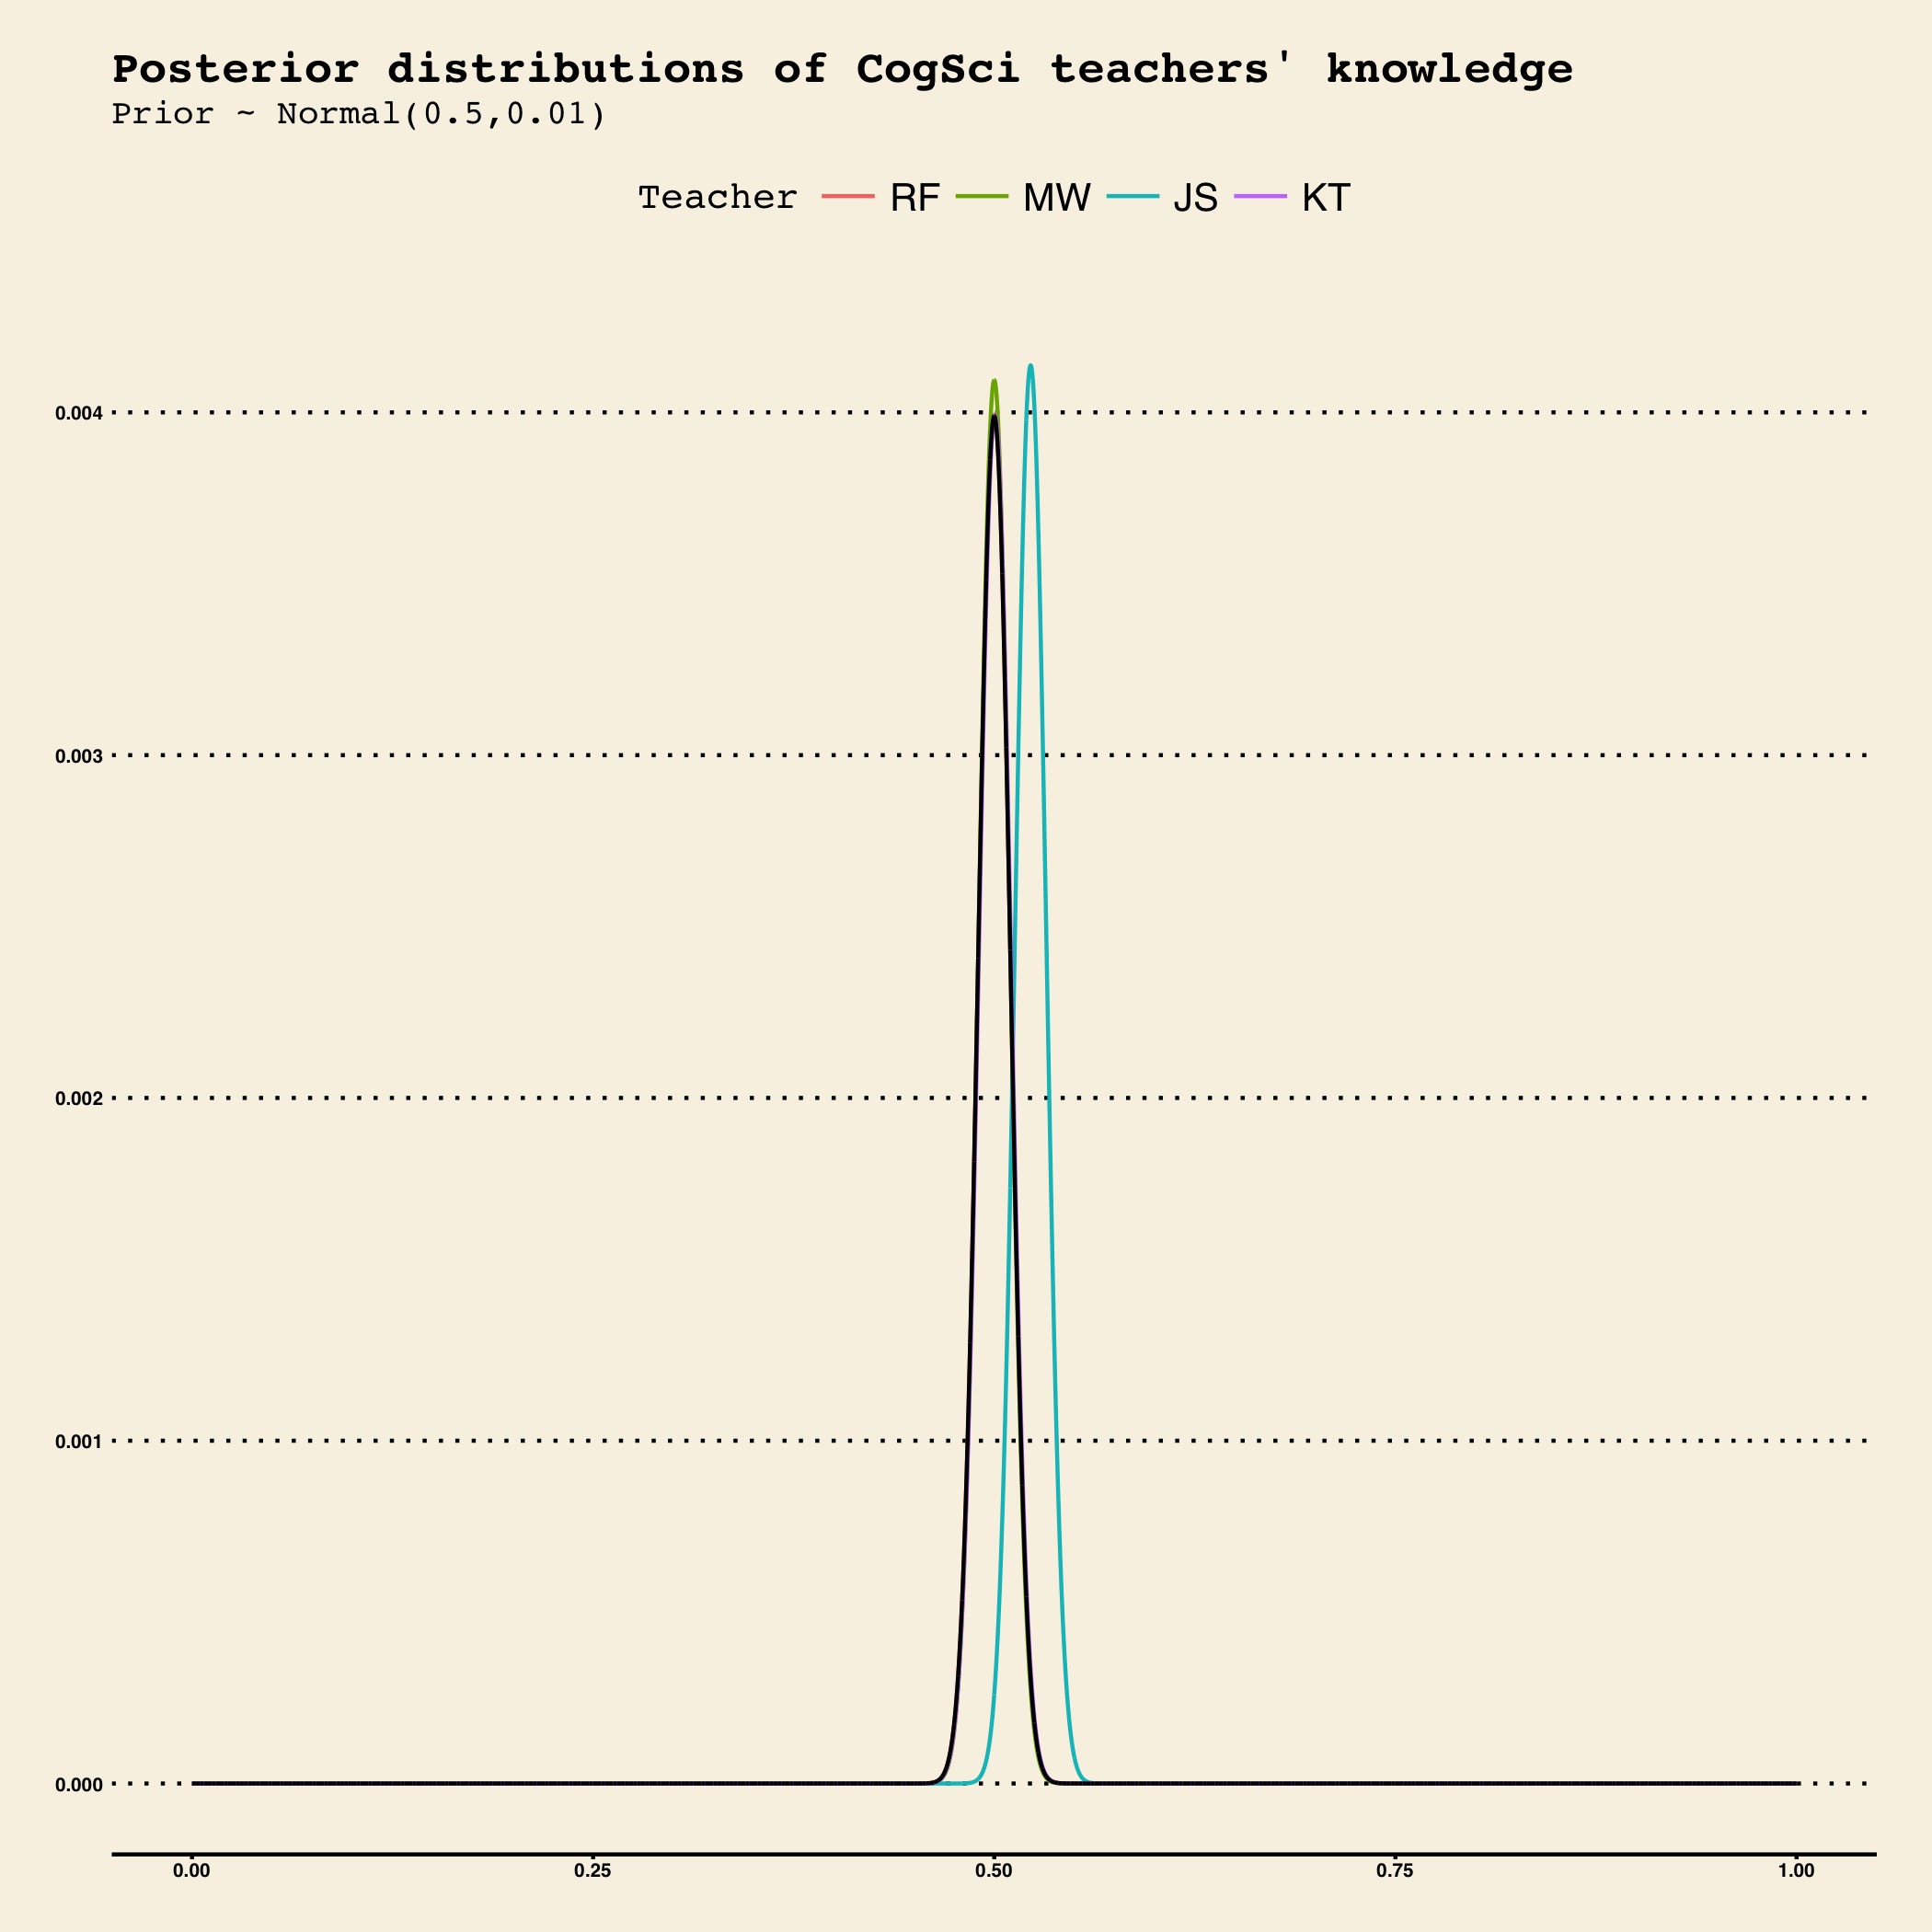 Posterior distributions of CogSci teachers' knowledge
Prior ~ Normal(0.5,0.01)
Teacher RF MW JS KT
0.004
0.003
0.002
0.001
0.000
0.00 0.25 0.50 0.75 1.00